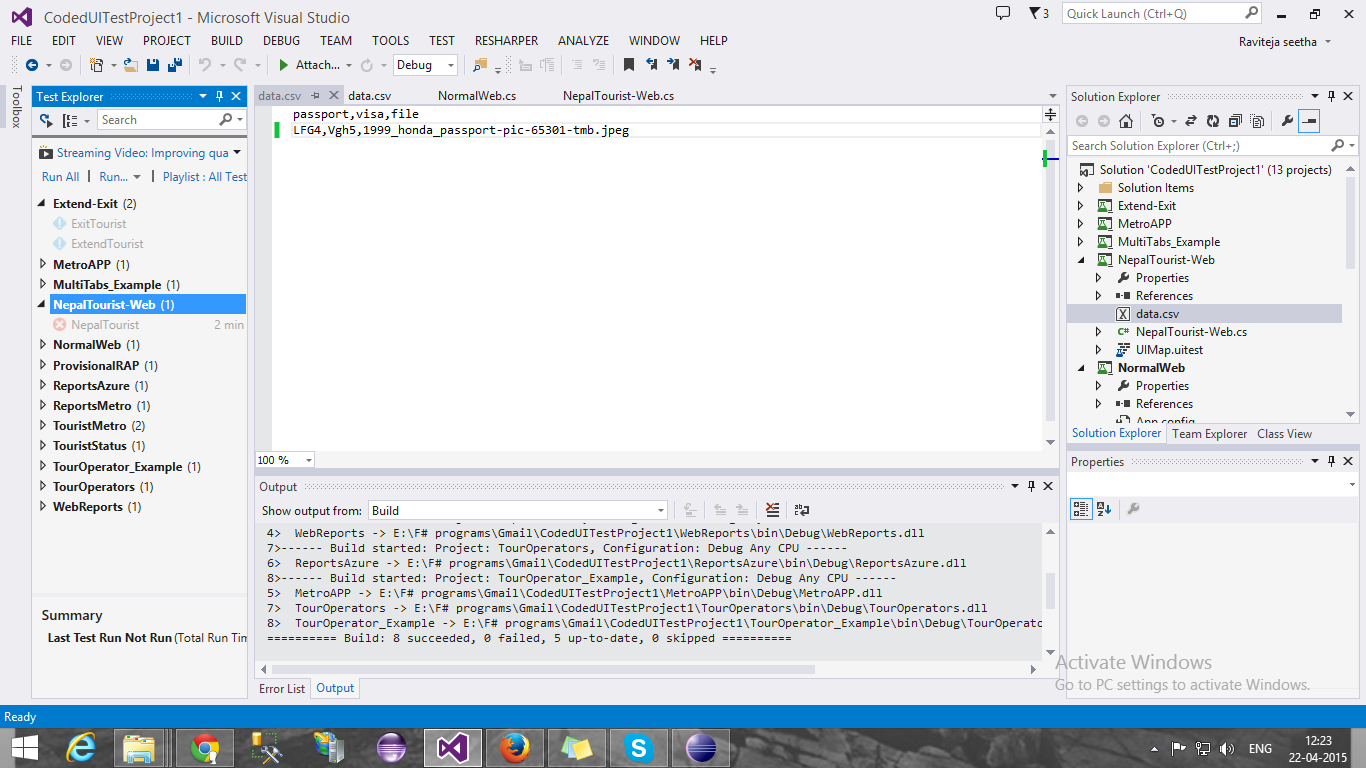 CodedUITestProject1 - Microsoft Visual Studio
3
Quick Launch (Ctrl+Q)
FILE EDIT VIEW PROJECT BUILD DEBUG TEAM TOOLS TEST RESHARPER ANALYZE WINDOW HELP
Raviteja seetha
Attach... Debug
Toolbox
Test Explorer
Search
Streaming Video: Improving qua
Run All | Run... | Playlist : All Test
Extend-Exit (2)
ExitTourist
ExtendTourist
MetroAPP (1)
MultiTabs_Example (1)
NepalTourist-Web (1)
NepalTourist 2 min
NormalWeb (1)
ProvisionalRAP (1)
ReportsAzure (1)
ReportsMetro (1)
TouristMetro (2)
TouristStatus (1)
TourOperator_Example (1)
TourOperators (1)
WebReports (1)
Summary
Last Test Run Not Run (Total Run Tim
data.csv data.csv NormalWeb.cs NepalTourist-Web.cs
passport,visa,file
LFG4,Vgh5,1999_honda_passport-pic-65301-tmb.jpeg
100 %
Output
Show output from: Build
4> WebReports -> E:\F# programs\Gmail\CodedUITestProject1\WebReports\bin\Debug\WebReports.dll
7>------ Build started: Project: TourOperators, Configuration: Debug Any CPU ------
6> ReportsAzure -> E:\F# programs\Gmail\CodedUITestProject1\ReportsAzure\bin\Debug\ReportsAzure.dll
8>------ Build started: Project: TourOperator_Example, Configuration: Debug Any CPU ------
5> MetroAPP -> E:\F# programs\Gmail\CodedUITestProject1\MetroAPP\bin\Debug\MetroAPP.dll
7> TourOperators -> E:\F# programs\Gmail\CodedUITestProject1\TourOperators\bin\Debug\TourOperators.dll
8> TourOperator_Example -> E:\F# programs\Gmail\CodedUITestProject1\TourOperator_Example\bin\Debug\TourOperato
========== Build: 8 succeeded, 0 failed, 5 up-to-date, 0 skipped ==========
Error List Output
Solution Explorer
Search Solution Explorer (Ctrl+;)
Solution 'CodedUITestProject1' (13 projects)
Solution Items
Extend-Exit
MetroAPP
MultiTabs_Example
NepalTourist-Web
Properties
References
data.csv
C# NepalTourist-Web.cs
UIMap.uitest
NormalWeb
Properties
References
App.config
Solution Explorer Team Explorer Class View
Properties
Activate Windows
Go to PC settings to activate Windows.
Ready
ENG
12:23
22-04-2015